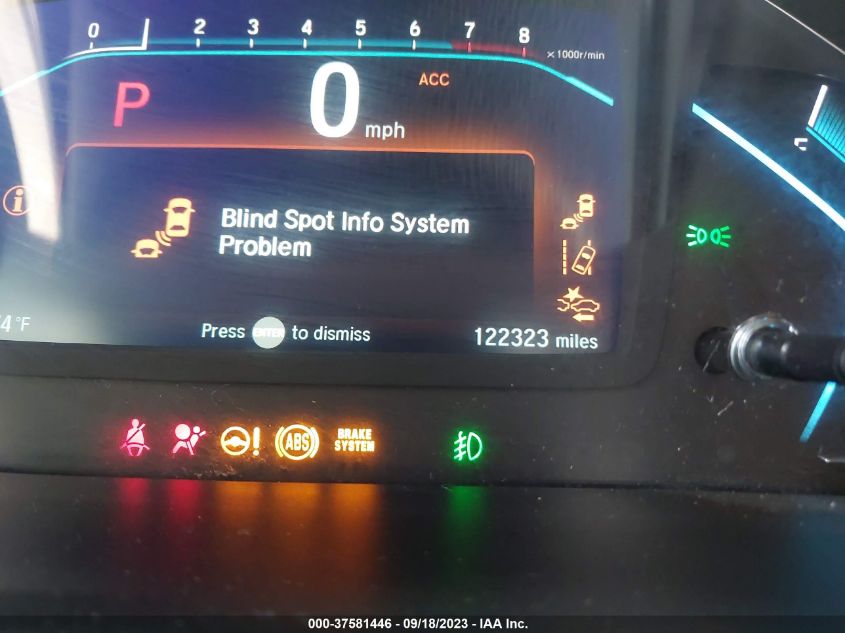 0 2 3 4 5 6 7 8 x1000r/min
P 0 mph ACC
Blind Spot Info System
Problem
4°F
Press ENTER to dismiss
122323 miles
ABS BRAKE
SYSTEM
000-37581446 - 09/18/2023 - IAA Inc.